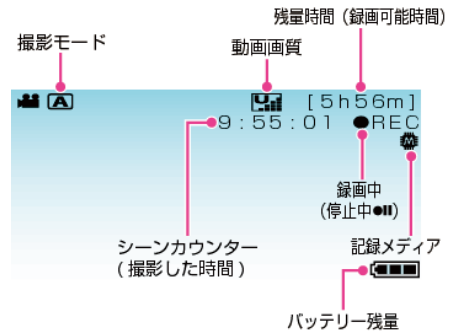 残量時間（録画可能時間）
撮影モード
動画画質
A
[5h56m]
9:55:01 ●REC
M
録画中
(停止中●II)
シーンカウンター
(撮影した時間)
記録メディア
バッテリー残量